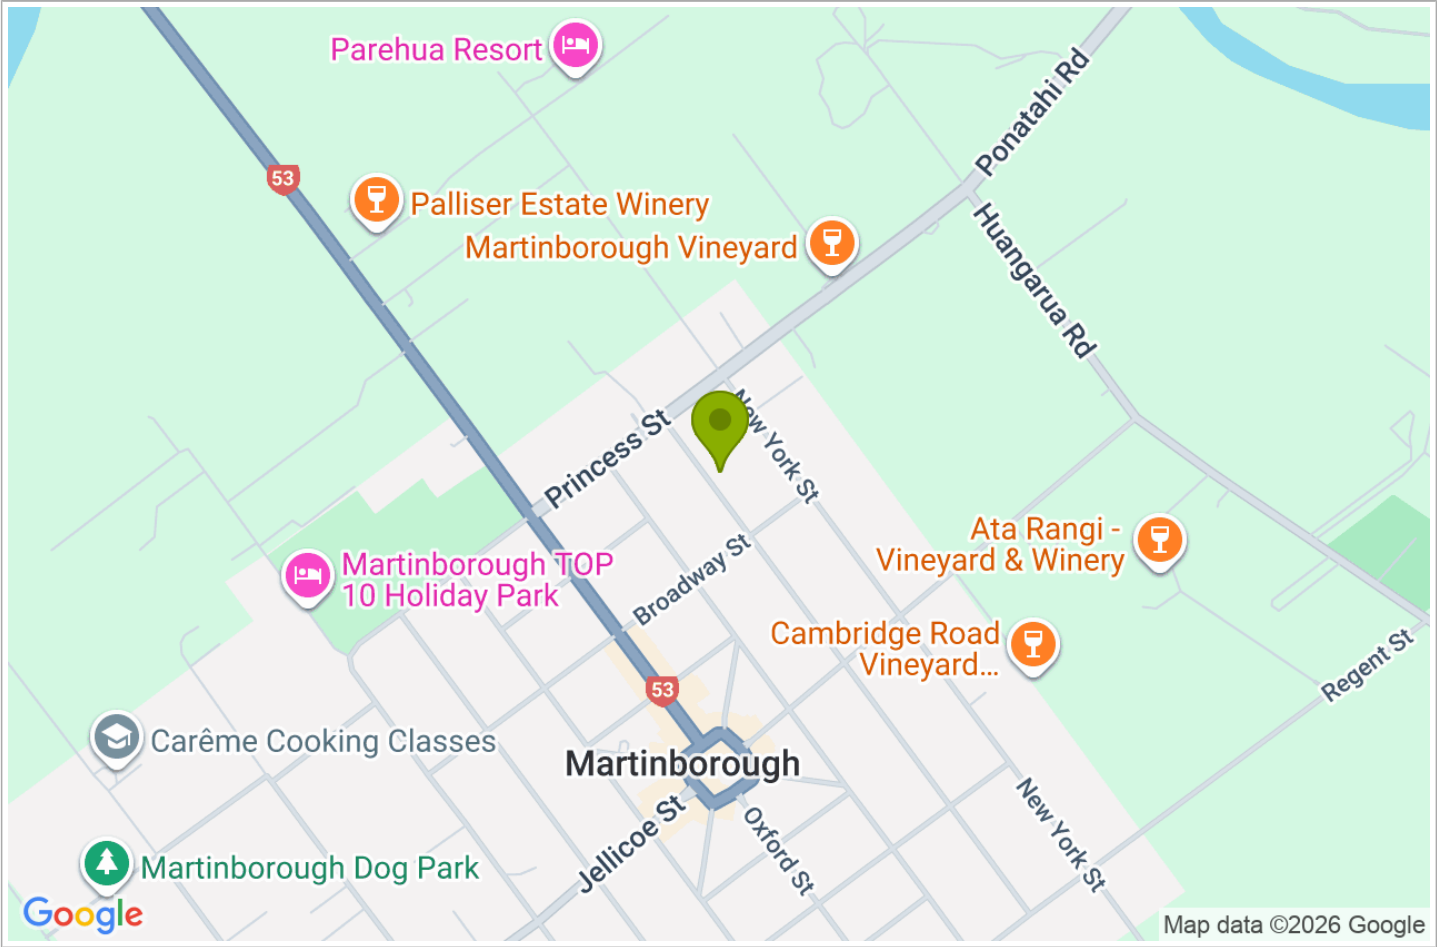 Parehua Resort
Ponatahi Rd
53
Palliser Estate Winery
Martinborough Vineyard
Huangarua Rd
New York St
Princess St
Ata Rangi -
Vineyard & Winery
Broadway St
Martinborough TOP
10 Holiday Park
Cambridge Road
Vineyard...
Regent St
53
Carême Cooking Classes
Martinborough
New York St
Jellicoe St
Oxford St
Martinborough Dog Park
Google
Map data ©2026 Google